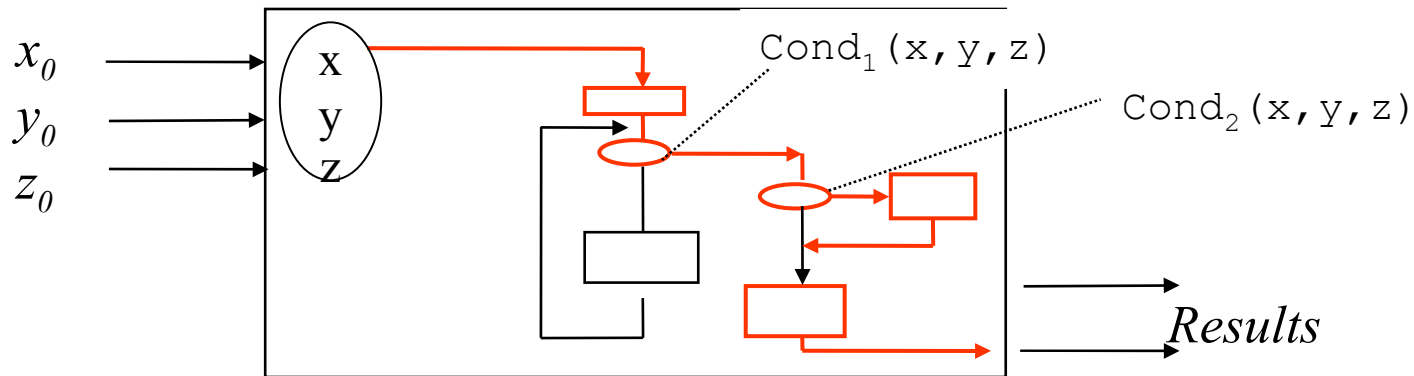 x₀
y₀
z₀
x
y
z
Cond₁(x,y,z)
Cond₂(x,y,z)
Results